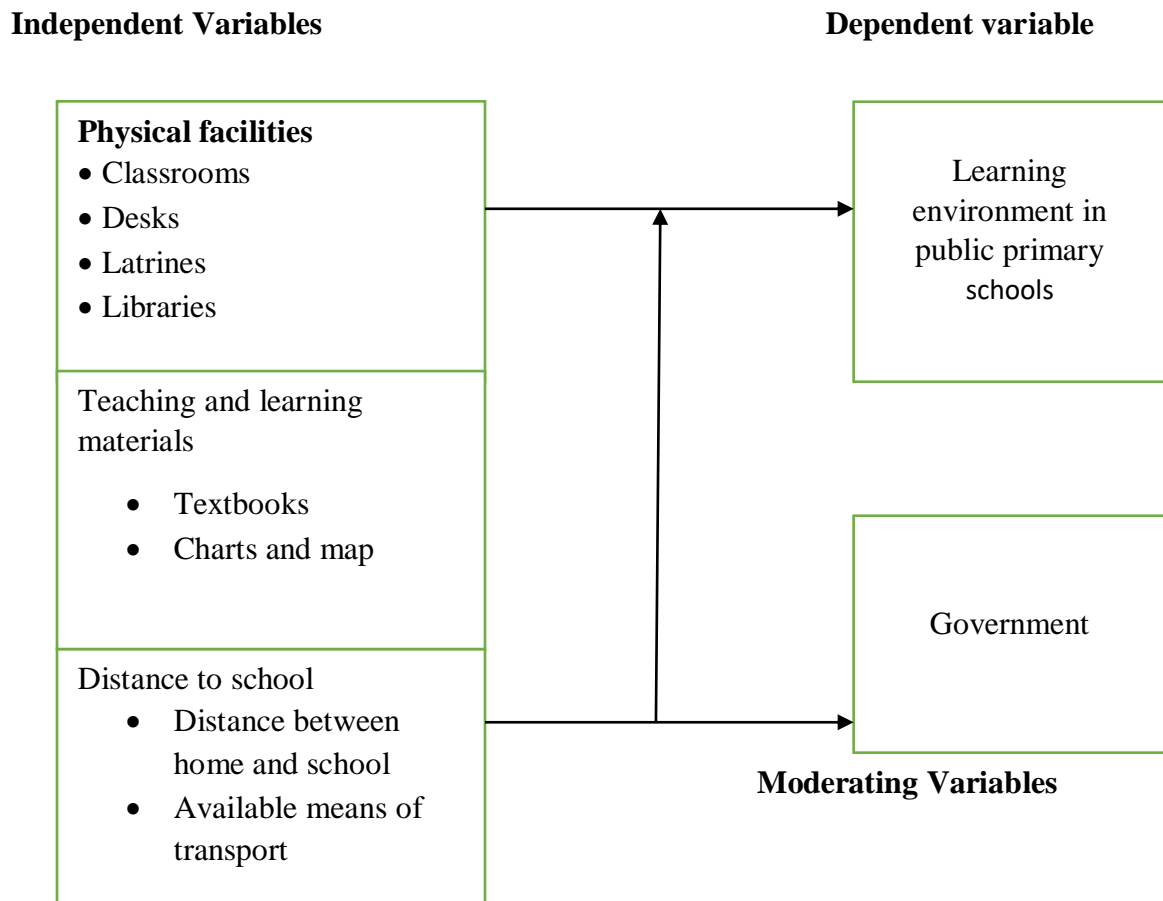 Independent Variables
Dependent variable
Physical facilities
• Classrooms
• Desks
• Latrines
• Libraries
Learning
environment in
public primary
schools
Teaching and learning
materials
• Textbooks
• Charts and map
Government
Distance to school
• Distance between
home and school
• Available means of
transport
Moderating Variables